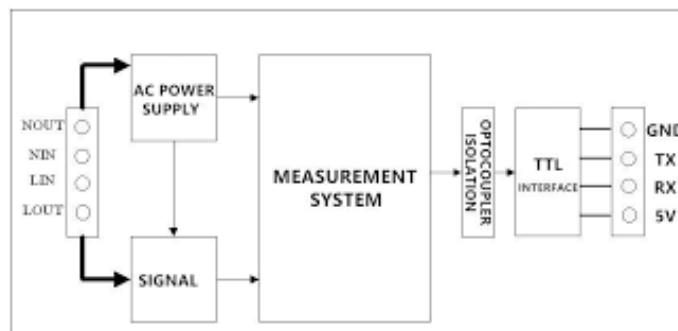 NOUT
NIN
LIN
LOUT
AC POWER
SUPPLY
SIGNAL
MEASUREMENT
SYSTEM
OPTOCOUPLER
ISOLATION
TTL
INTERFACE
GND
TX
RX
5V